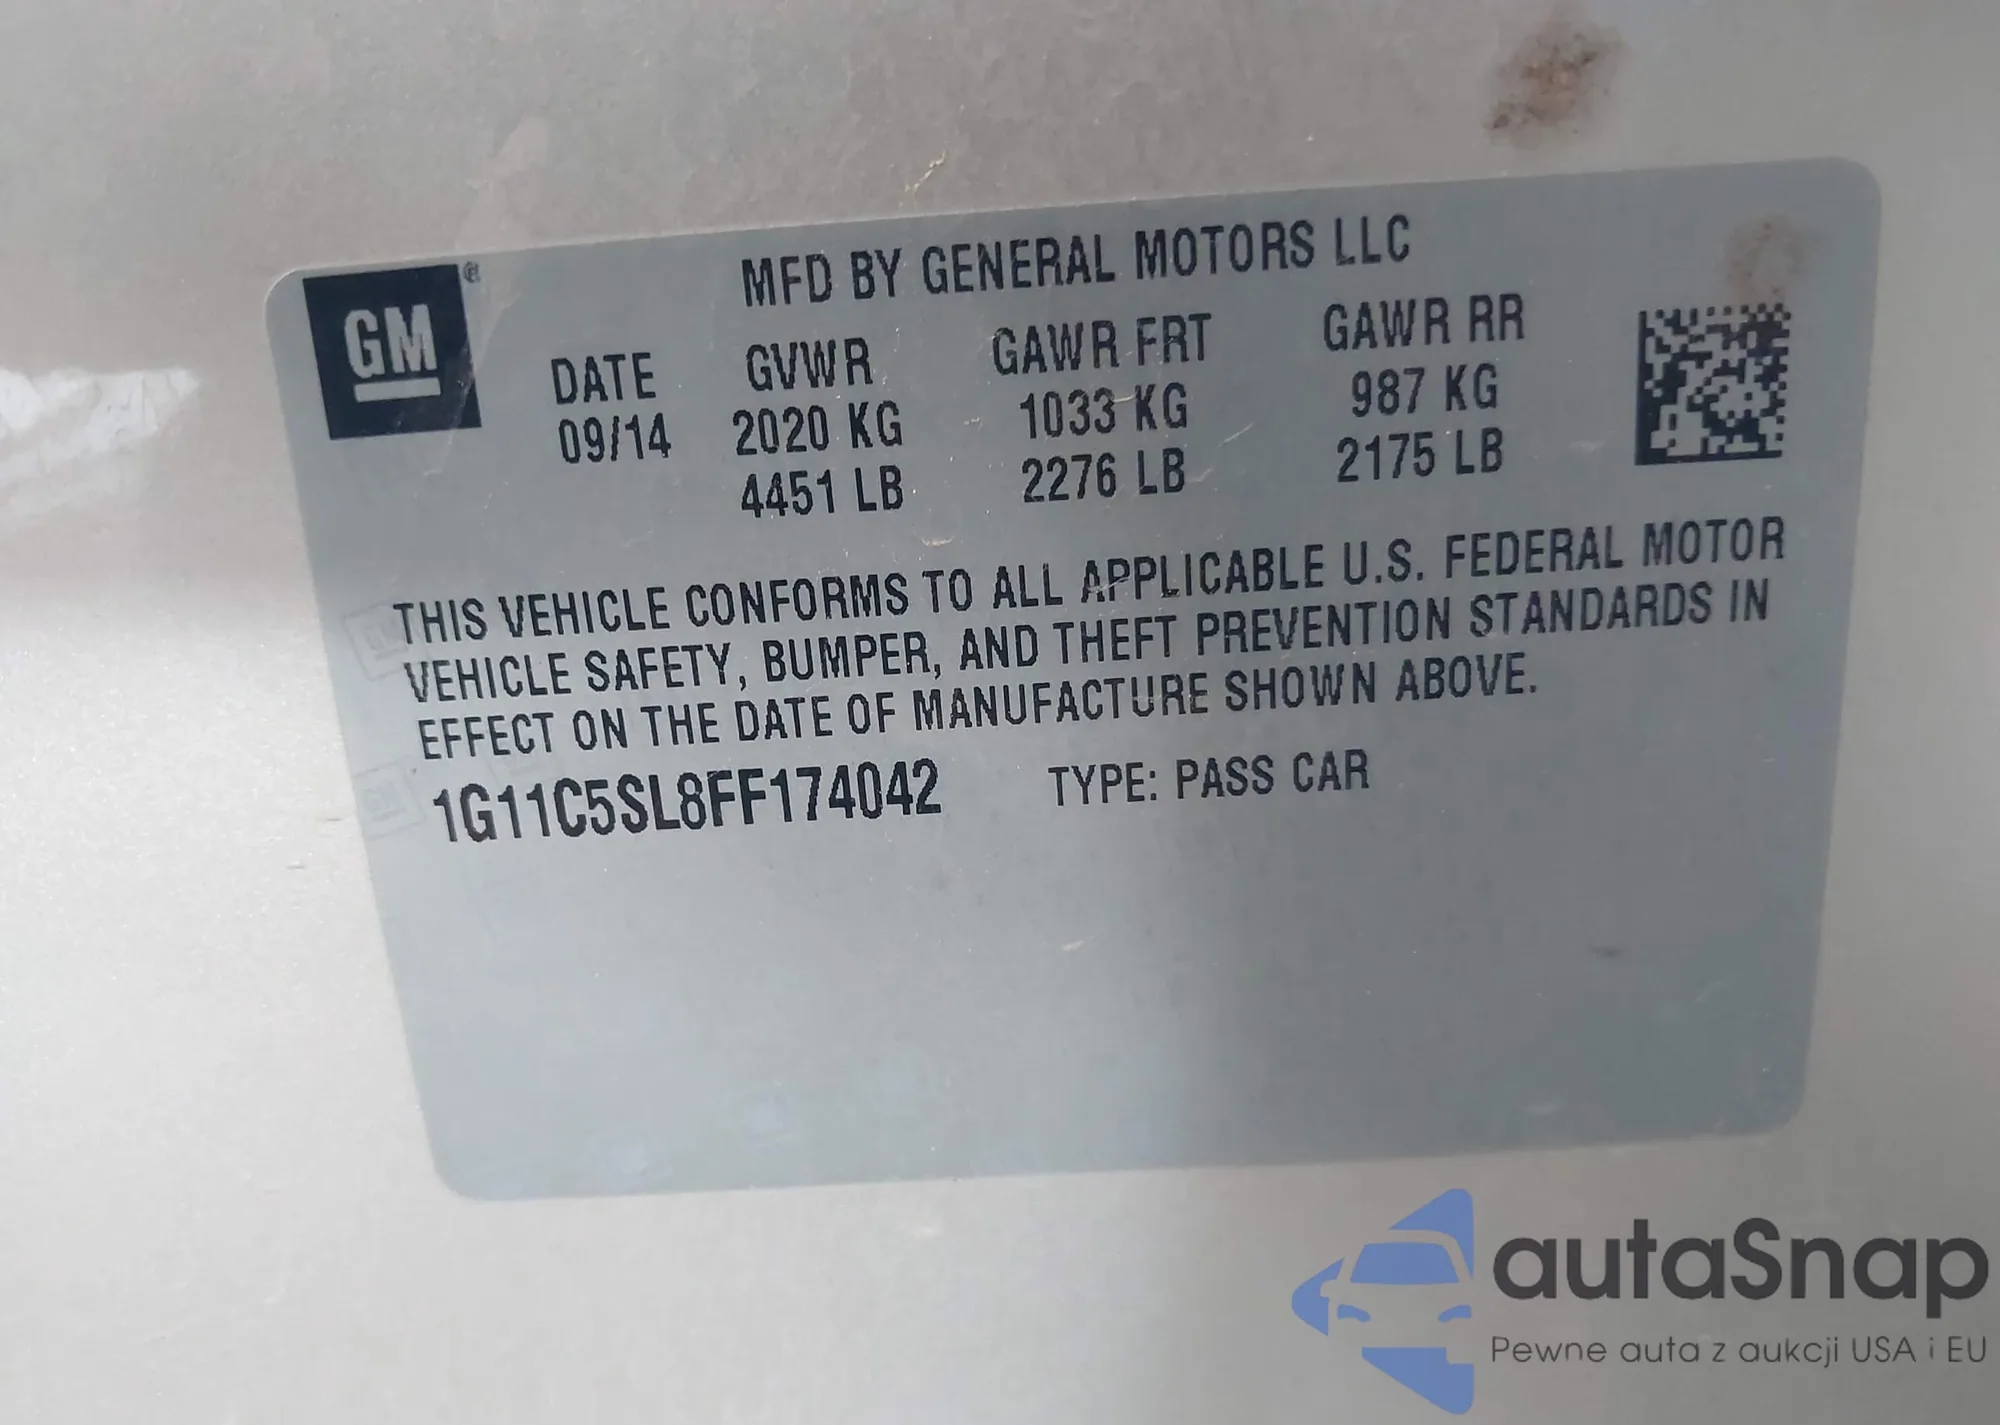 GM ®
MFD BY GENERAL MOTORS LLC
DATE GVWR GAWR FRT GAWR RR
09/14 2020 KG 1033 KG 987 KG
4451 LB 2276 LB 2175 LB
THIS VEHICLE CONFORMS TO ALL APPLICABLE U.S. FEDERAL MOTOR
VEHICLE SAFETY, BUMPER, AND THEFT PREVENTION STANDARDS IN
EFFECT ON THE DATE OF MANUFACTURE SHOWN ABOVE.
1G11C5SL8FF174042 TYPE: PASS CAR
autaSnap
Pewne auta z aukcji USA i EU